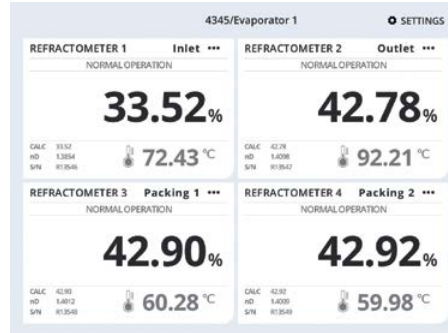 4345/Evaporator 1
SETTINGS
REFRACTOMETER 1 Inlet •••
NORMAL OPERATION
33.52%
CALC 33.52
nD 1.3854
S/N R13546
72.43 °C
REFRACTOMETER 2 Outlet •••
NORMAL OPERATION
42.78%
CALC 42.78
nD 1.4098
S/N R13547
92.21 °C
REFRACTOMETER 3 Packing 1 •••
NORMAL OPERATION
42.90%
CALC 42.90
nD 1.4012
S/N R13548
60.28 °C
REFRACTOMETER 4 Packing 2 •••
NORMAL OPERATION
42.92%
CALC 42.92
nD 1.4009
S/N R13549
59.98 °C